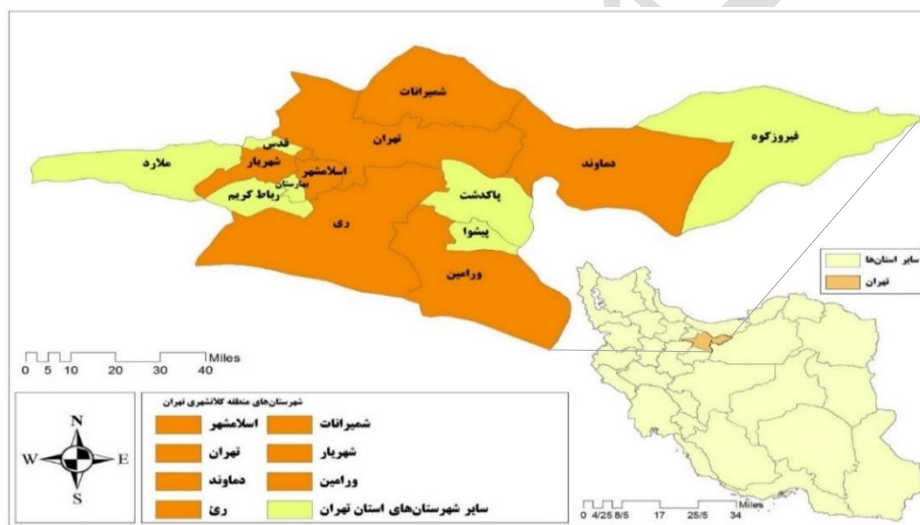 شمیرانات
فیروزکوه
تهران
قدس
دماوند
ملارد
شهریار
اسلامشهر
بهارستان
پاکدشت
رباط کریم
ری
پیشوا
ورامین
سایر استان‌ها
تهران
Miles
0 5 10 20 30 40
شهرستان‌های منطقه کلانشهری تهران
شمیرانات اسلامشهر
شهریار تهران
ورامین دماوند
سایر شهرستان‌های استان تهران رئ
N
W E
S
0 4/25 8/5 17 25/5 34
Miles